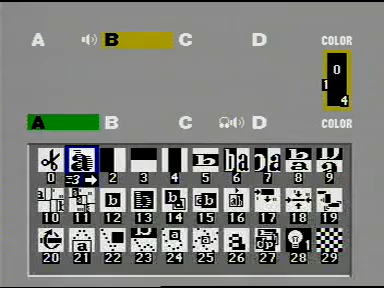 A B C D COLOR
0
1
4
A B C D COLOR
0 =3 2 3 4 5 6 7 8 9
10 11 12 13 14 15 16 17 18 19
20 21 22 23 24 25 26 27 28 29